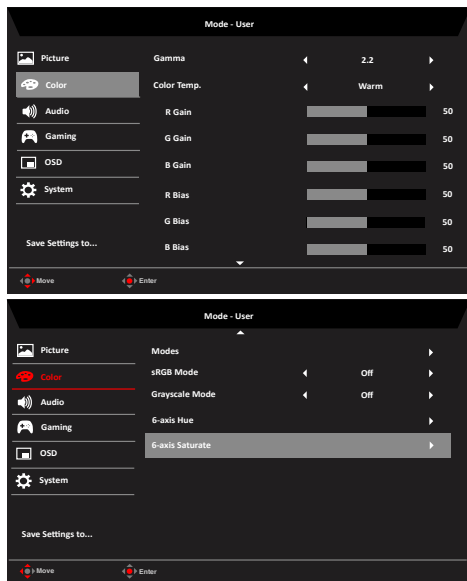 Mode - User
Picture
Gamma 2.2
Color
Color Temp. Warm
Audio
R Gain 50
Gaming
G Gain 50
OSD
B Gain 50
System
R Bias 50
G Bias 50
Save Settings to...
B Bias 50
Move Enter
Mode - User
Picture
Modes
Color
sRGB Mode Off
Audio
Grayscale Mode Off
Gaming
6-axis Hue
OSD
6-axis Saturate
System
Save Settings to...
Move Enter